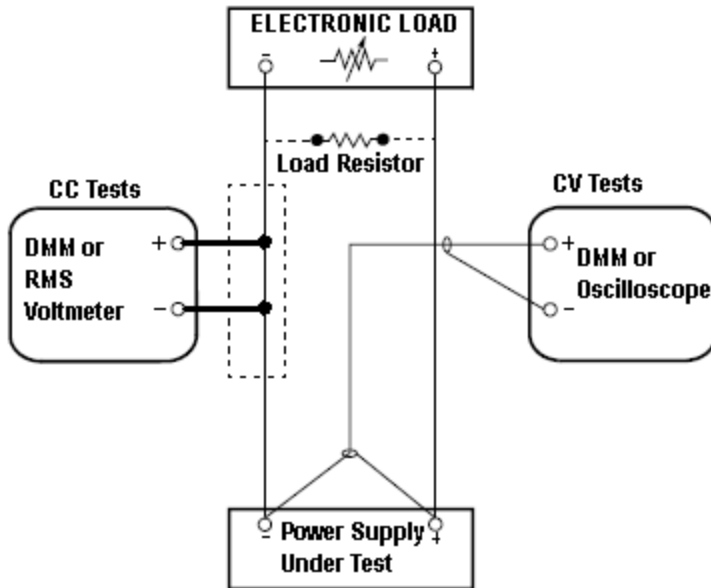 ELECTRONIC LOAD
- +
Load Resistor
CC Tests
DMM or
RMS
Voltmeter
+
−
CV Tests
+
−
DMM or
Oscilloscope
Power Supply
Under Test
- +